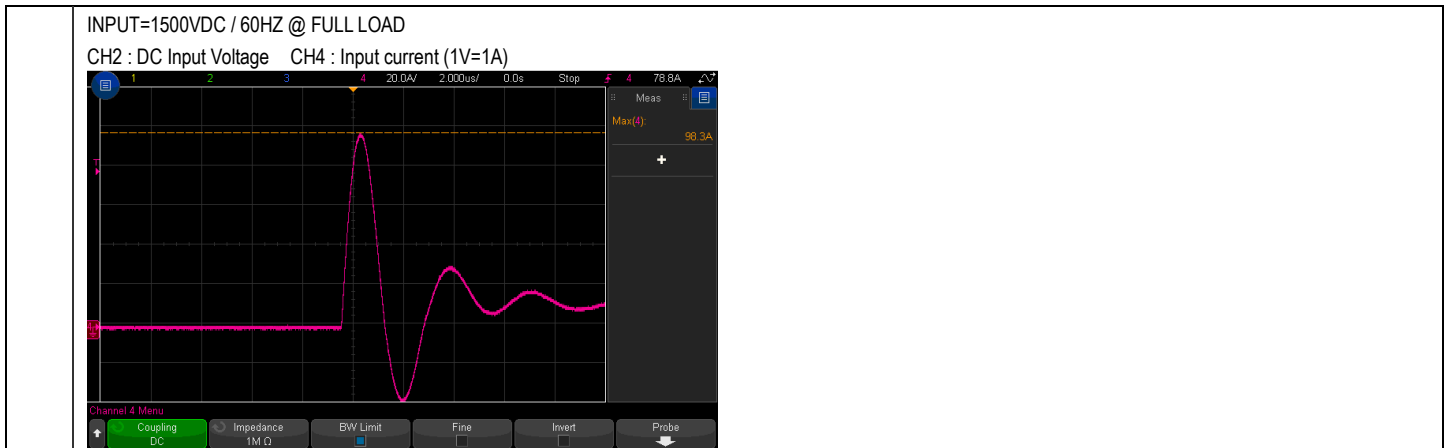 INPUT=1500VDC / 60HZ @ FULL LOAD
CH2 : DC Input Voltage CH4 : Input current (1V=1A)
1 2 3 4 20.0A/ 2.000us/ 0.0s Stop 4 78.8A
Meas
Max(4):
98.3A
T
Channel 4 Menu
Coupling Impedance BW Limit Fine Invert Probe
DC 1M Ω